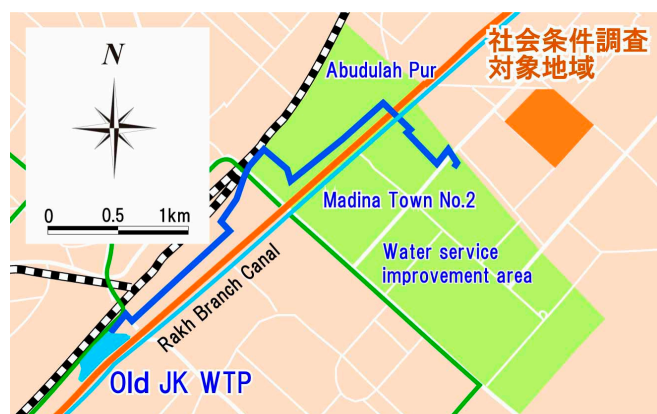 N
0 0.5 1km
Abudulah Pur
社会条件調査
対象地域
Madina Town No.2
Water service
improvement area
Rakh Branch Canal
Old JK WTP